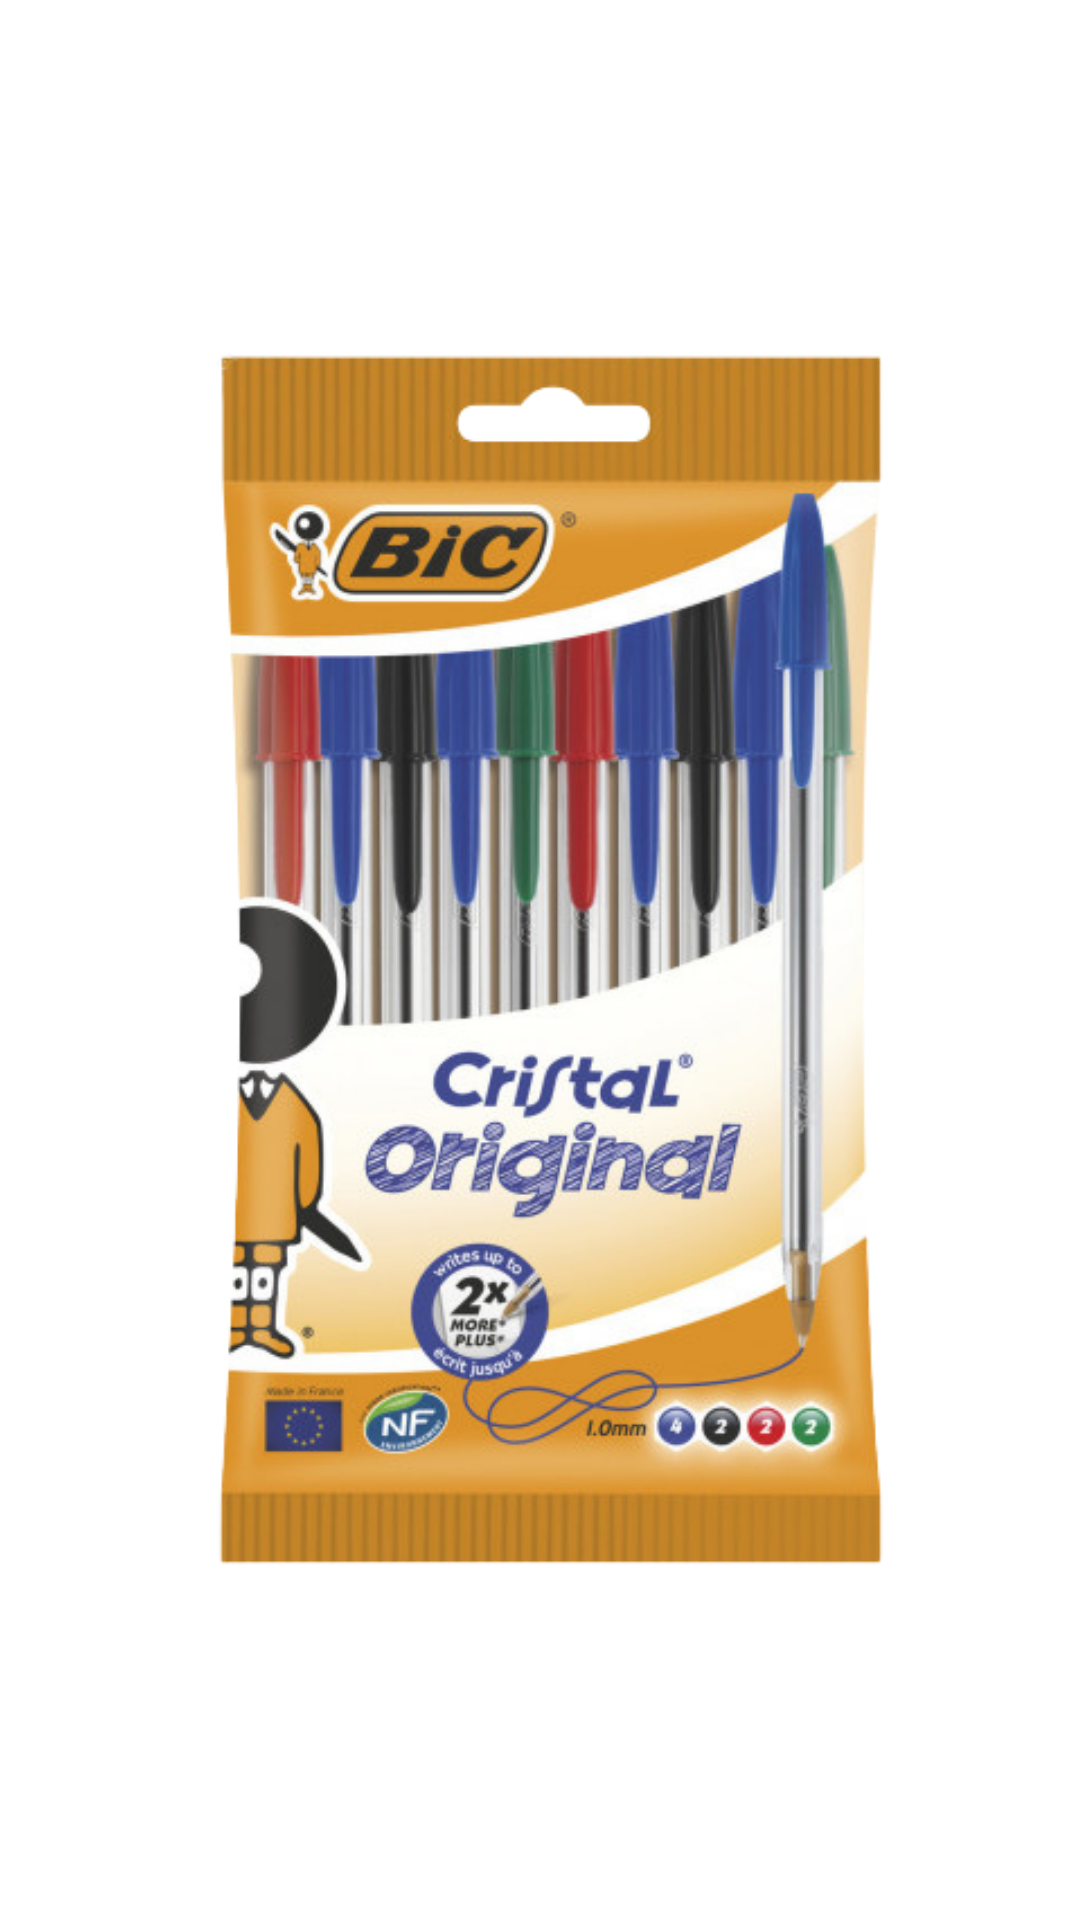 BiC®
Cristal®
Original
writes up to
2x
MORE*
PLUS*
écrit jusqu'à
®
Made in France
NF
ENVIRONNEMENT
1.0mm 4 2 2 2